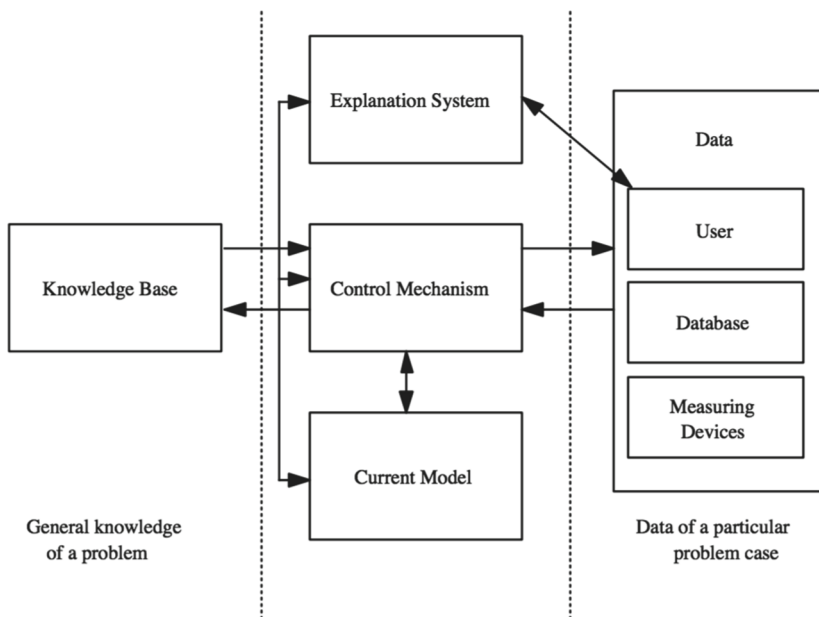 Explanation System
Data
User
Knowledge Base
Control Mechanism
Database
Measuring
Devices
Current Model
General knowledge
of a problem
Data of a particular
problem case